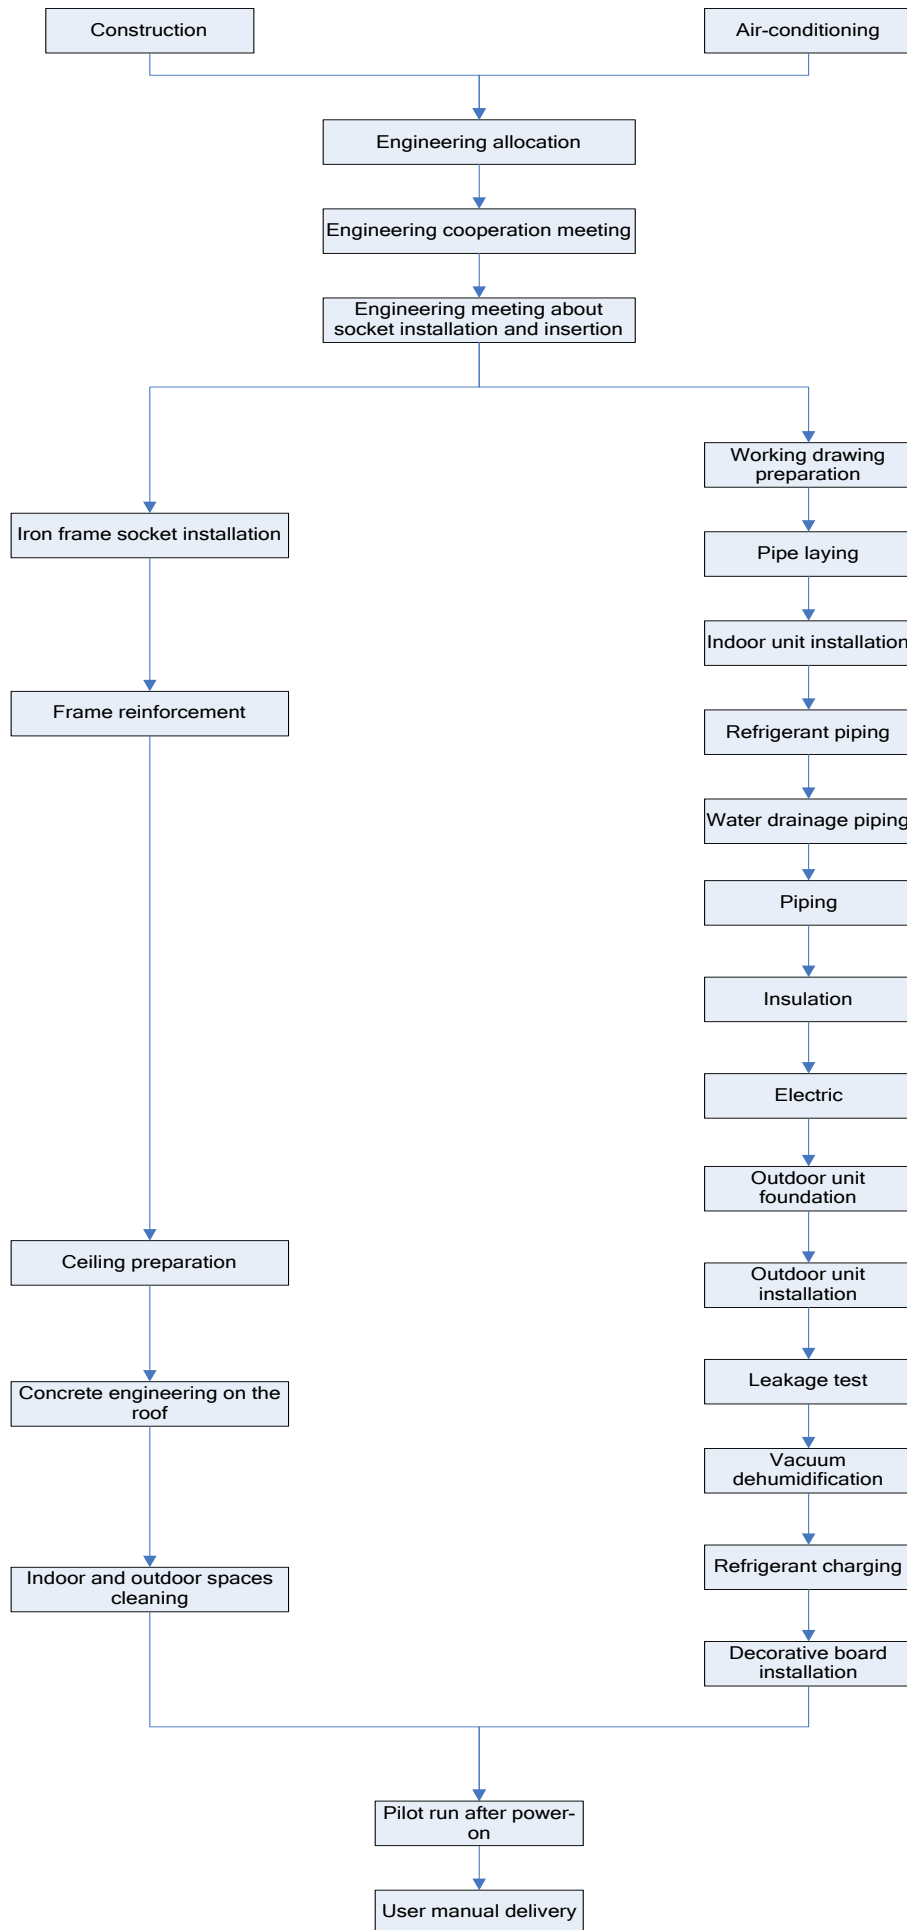 Construction
Air-conditioning
Engineering allocation
Engineering cooperation meeting
Engineering meeting about
socket installation and insertion
Iron frame socket installation
Frame reinforcement
Ceiling preparation
Concrete engineering on the
roof
Indoor and outdoor spaces
cleaning
Working drawing
preparation
Pipe laying
Indoor unit installation
Refrigerant piping
Water drainage piping
Piping
Insulation
Electric
Outdoor unit
foundation
Outdoor unit
installation
Leakage test
Vacuum
dehumidification
Refrigerant charging
Decorative board
installation
Pilot run after power-
on
User manual delivery